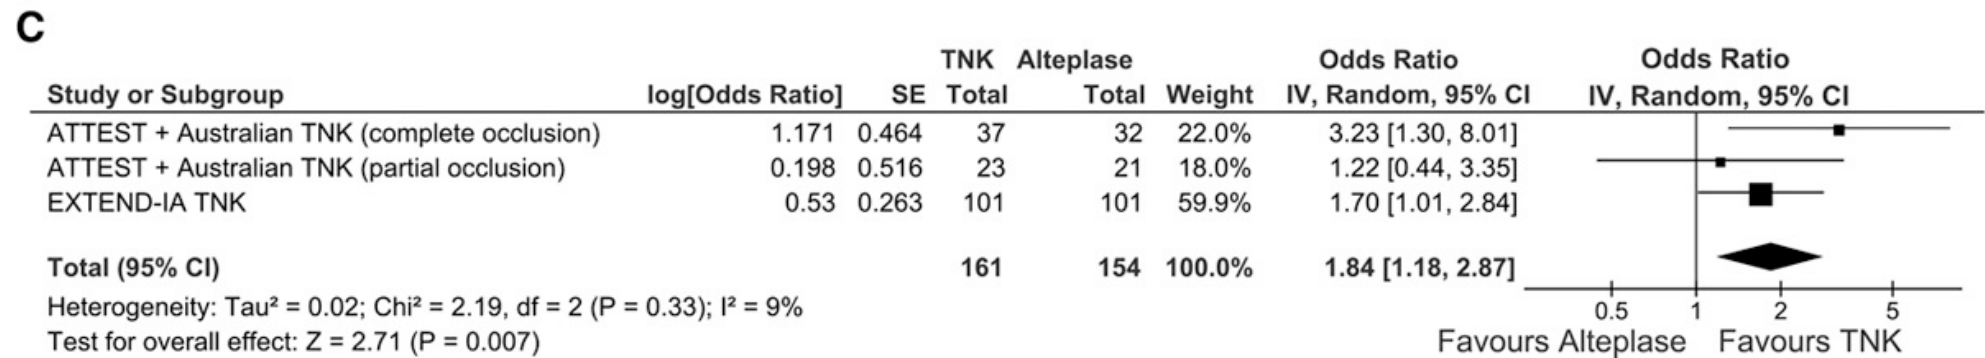 C
TNK Alteplase Odds Ratio Odds Ratio
Study or Subgroup log[Odds Ratio] SE Total Total Weight IV, Random, 95% CI IV, Random, 95% CI
ATTEST + Australian TNK (complete occlusion) 1.171 0.464 37 32 22.0% 3.23 [1.30, 8.01]
ATTEST + Australian TNK (partial occlusion) 0.198 0.516 23 21 18.0% 1.22 [0.44, 3.35]
EXTEND-IA TNK 0.53 0.263 101 101 59.9% 1.70 [1.01, 2.84]
Total (95% CI) 161 154 100.0% 1.84 [1.18, 2.87]
Heterogeneity: Tau² = 0.02; Chi² = 2.19, df = 2 (P = 0.33); I² = 9%
Test for overall effect: Z = 2.71 (P = 0.007)
0.5 1 2 5
Favours Alteplase Favours TNK